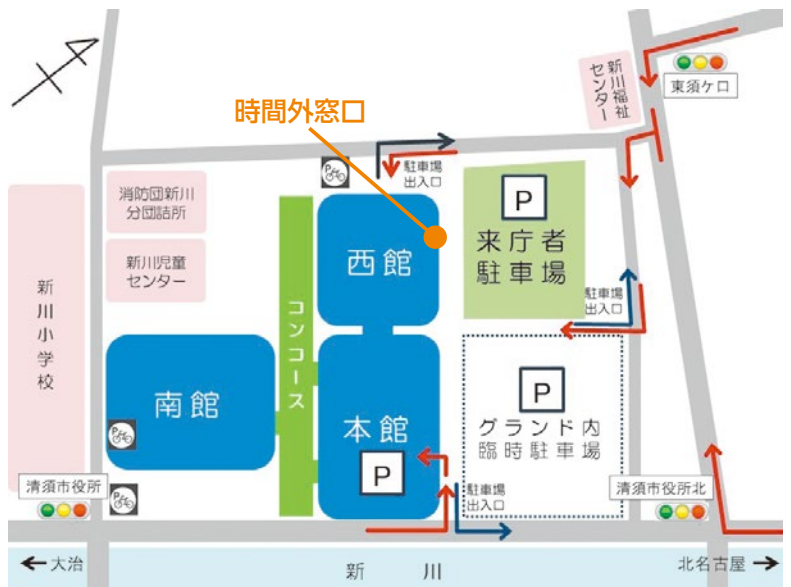 新川福祉
センター
東須ケ口
時間外窓口
P
駐車場
出入口
消防団新川
分団詰所
西館
P
来庁者
駐車場
新川児童
センター
新川小学校
コンコース
駐車場
出入口
南館
P
本館
P
グランド内
臨時駐車場
P
P
清須市役所
駐車場
出入口
清須市役所北
←大治
新川
北名古屋→